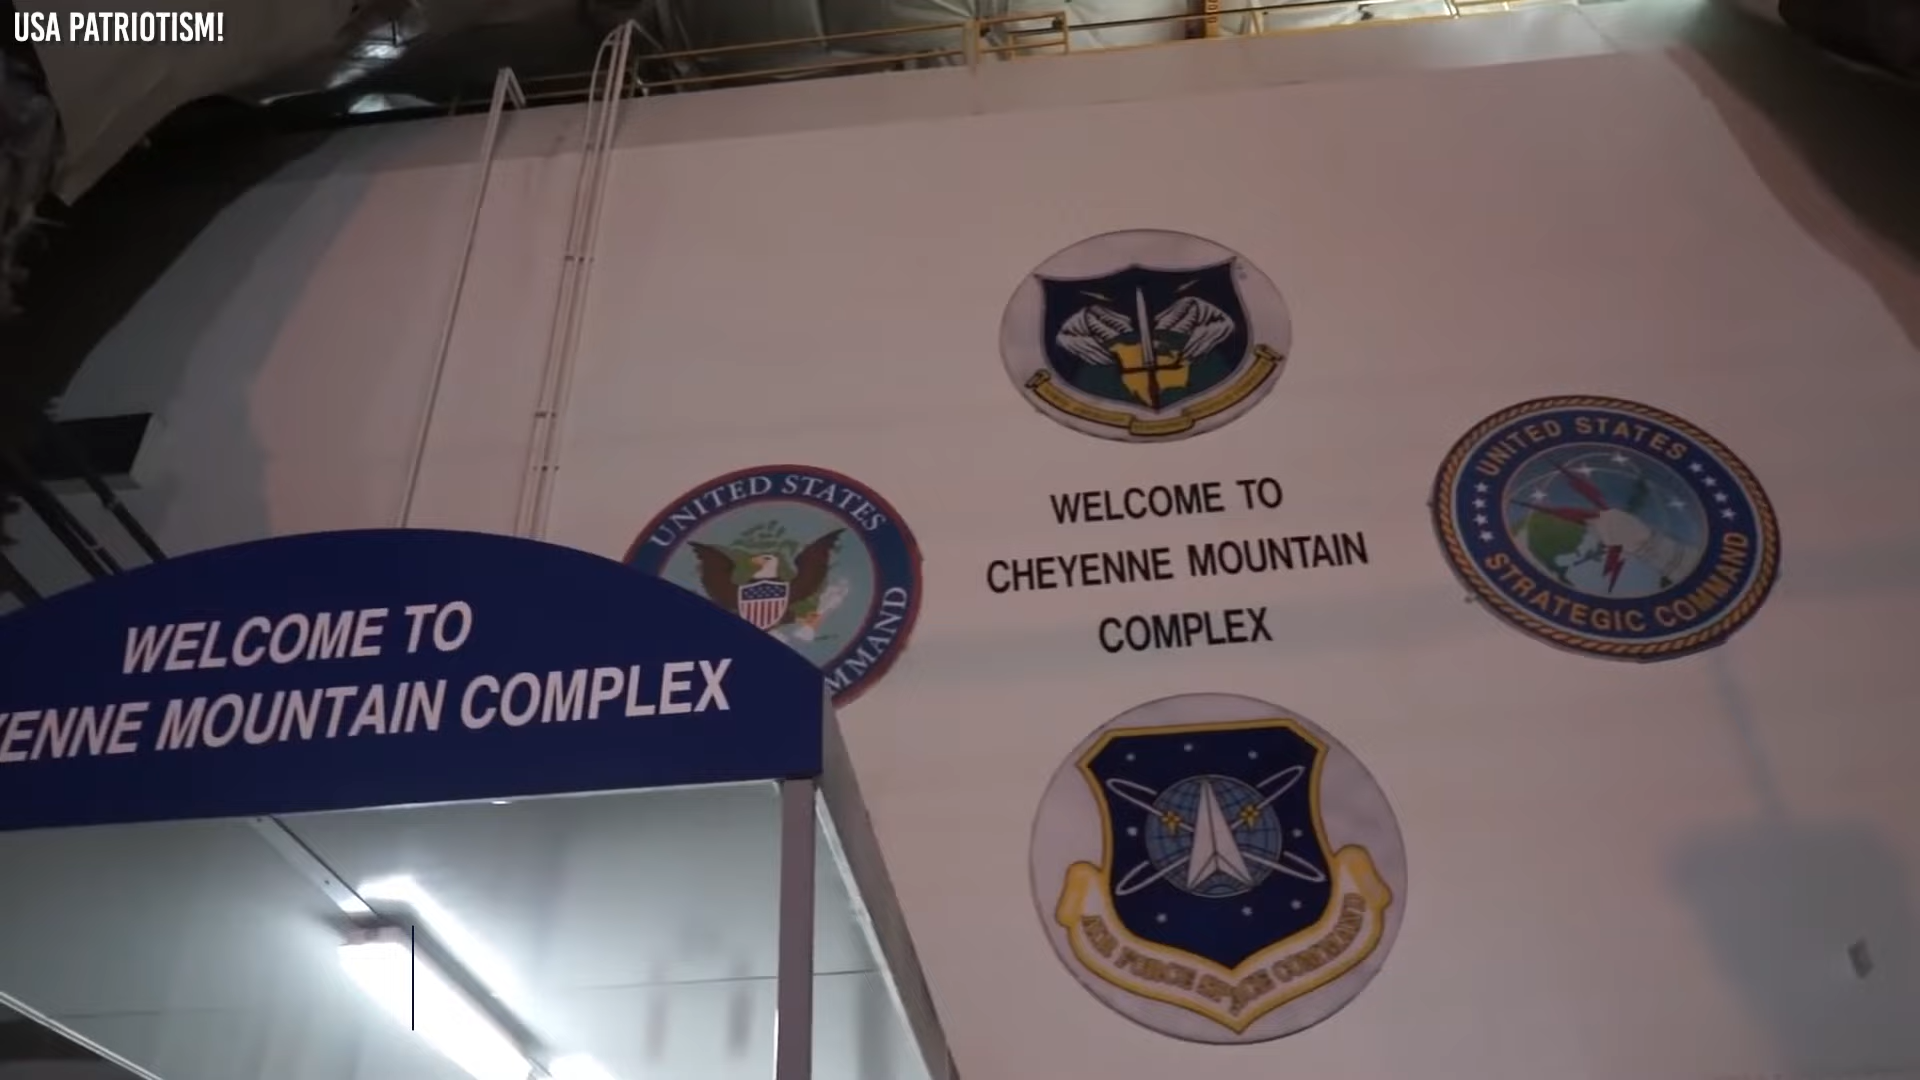 USA PATRIOTISM!
WELCOME TO
CHEYENNE MOUNTAIN
COMPLEX
UNITED STATES
MMAND
UNITED STATES
STRATEGIC COMMAND
WELCOME TO
YENNE MOUNTAIN COMPLEX
AIR FORCE SPACE COMMAND